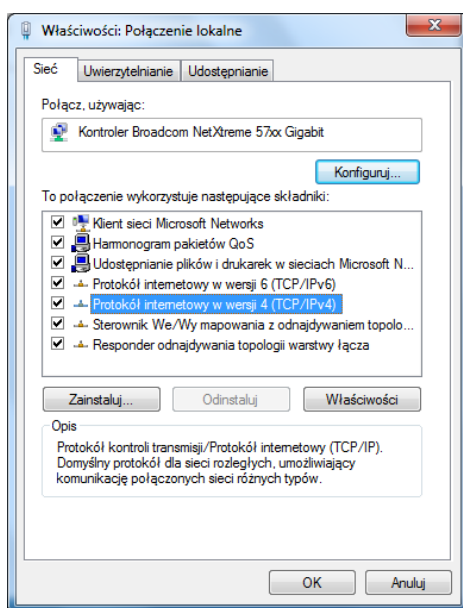 Właściwości: Połączenie lokalne
Sieć Uwierzytelnianie Udostępnianie
Połącz, używając:
Kontroler Broadcom NetXtreme 57xx Gigabit
Konfiguruj...
To połączenie wykorzystuje następujące składniki:
Klient sieci Microsoft Networks
Harmonogram pakietów QoS
Udostępnianie plików i drukarek w sieciach Microsoft N...
Protokół internetowy w wersji 6 (TCP/IPv6)
Protokół internetowy w wersji 4 (TCP/IPv4)
Sterownik We/Wy mapowania z odnajdywaniem topolo...
Responder odnajdywania topologii warstwy łącza
Zainstaluj... Odinstaluj Właściwości
Opis
Protokół kontroli transmisji/Protokół internetowy (TCP/IP).
Domyślny protokół dla sieci rozległych, umożliwiający
komunikację połączonych sieci różnych typów.
OK Anuluj